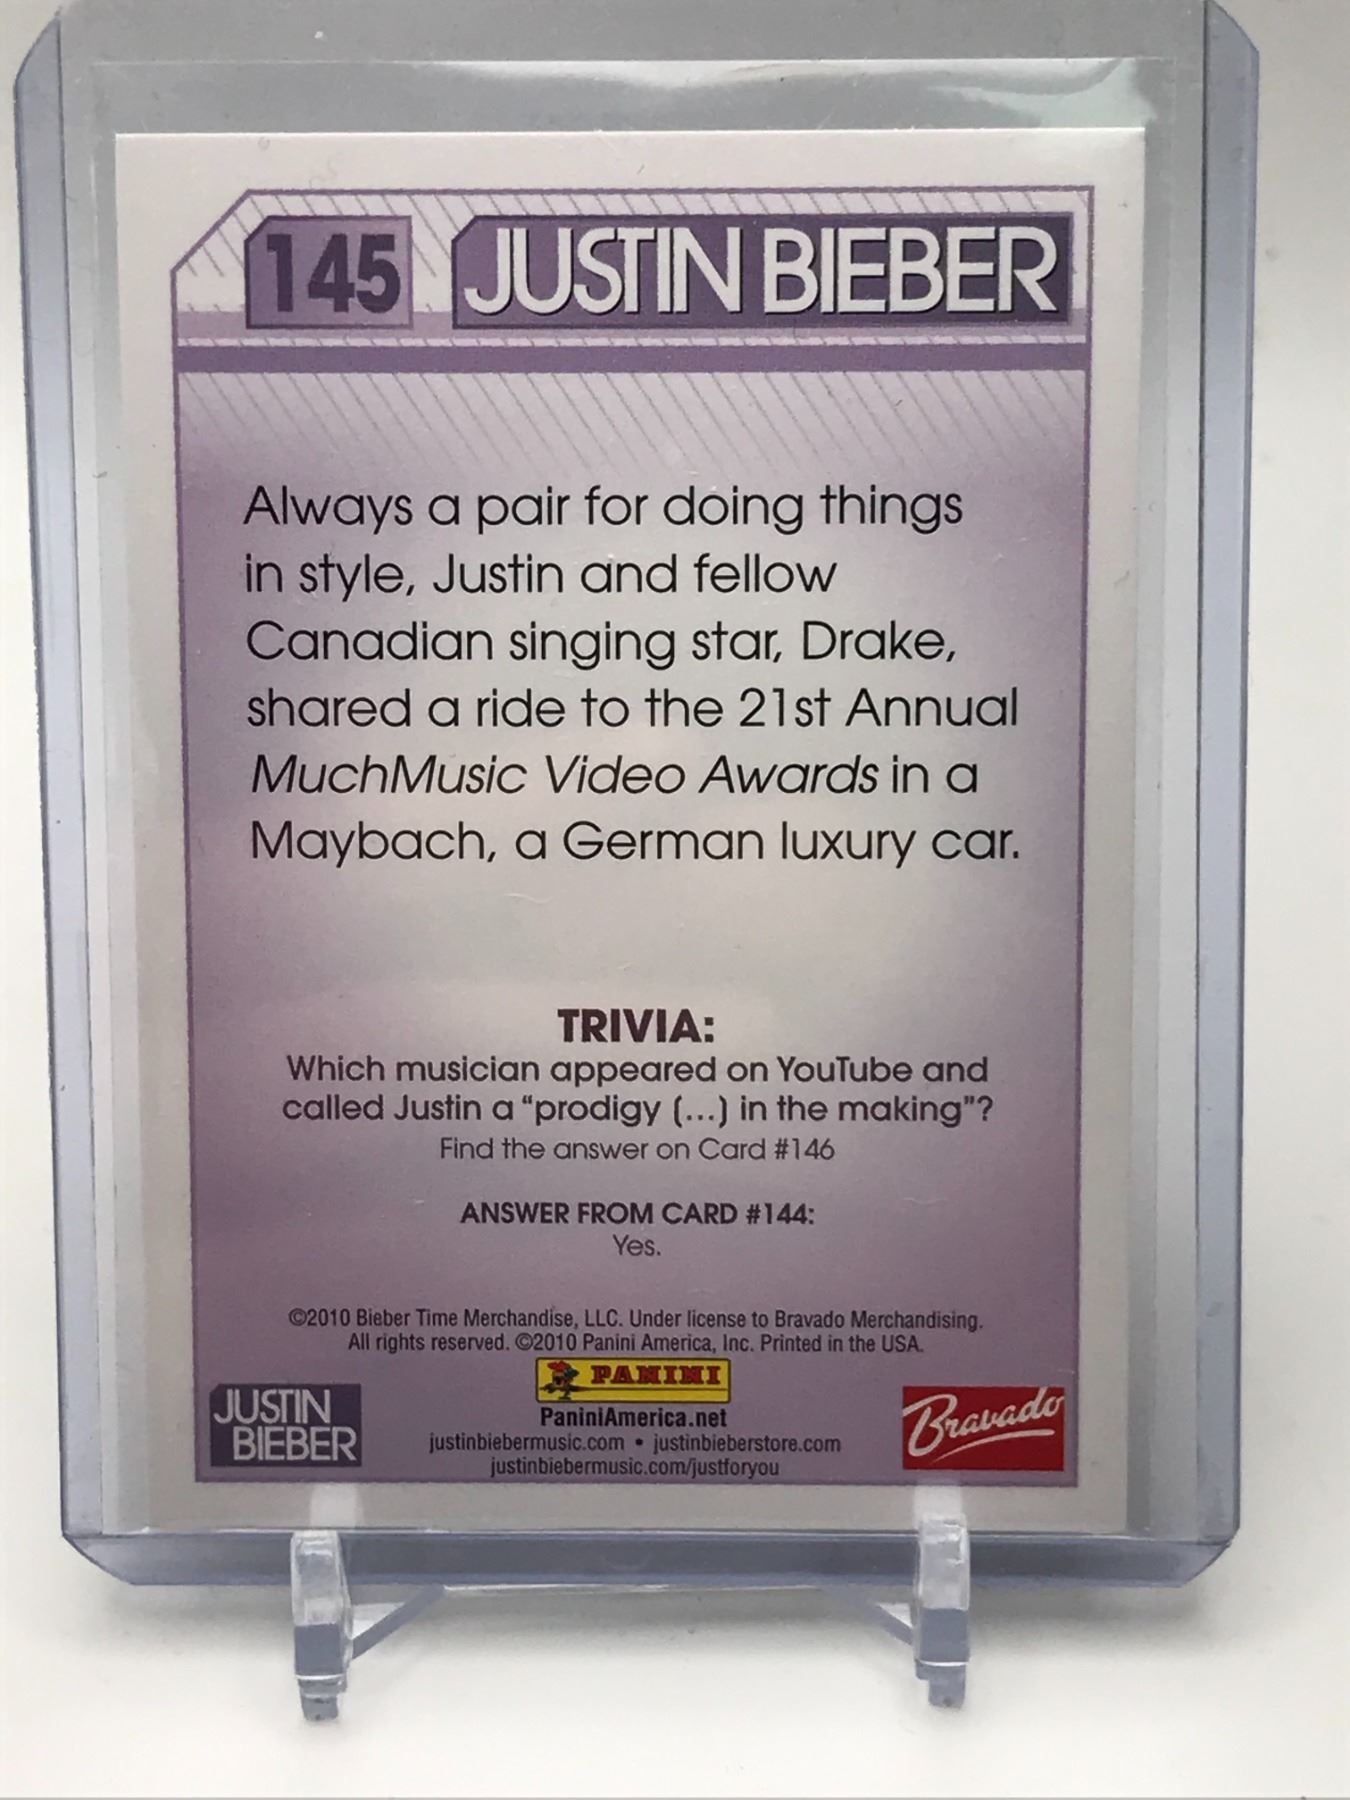 145 JUSTIN BIEBER
Always a pair for doing things
in style, Justin and fellow
Canadian singing star, Drake,
shared a ride to the 21st Annual
MuchMusic Video Awards in a
Maybach, a German luxury car.
TRIVIA:
Which musician appeared on YouTube and
called Justin a “prodigy (...) in the making”?
Find the answer on Card #146
ANSWER FROM CARD #144:
Yes.
©2010 Bieber Time Merchandise, LLC. Under license to Bravado Merchandising.
All rights reserved. ©2010 Panini America, Inc. Printed in the USA.
PANINI
PaniniAmerica.net
justinbiebermusic.com • justinbieberstore.com
justinbiebermusic.com/justforyou
JUSTIN
BIEBER
Bravado